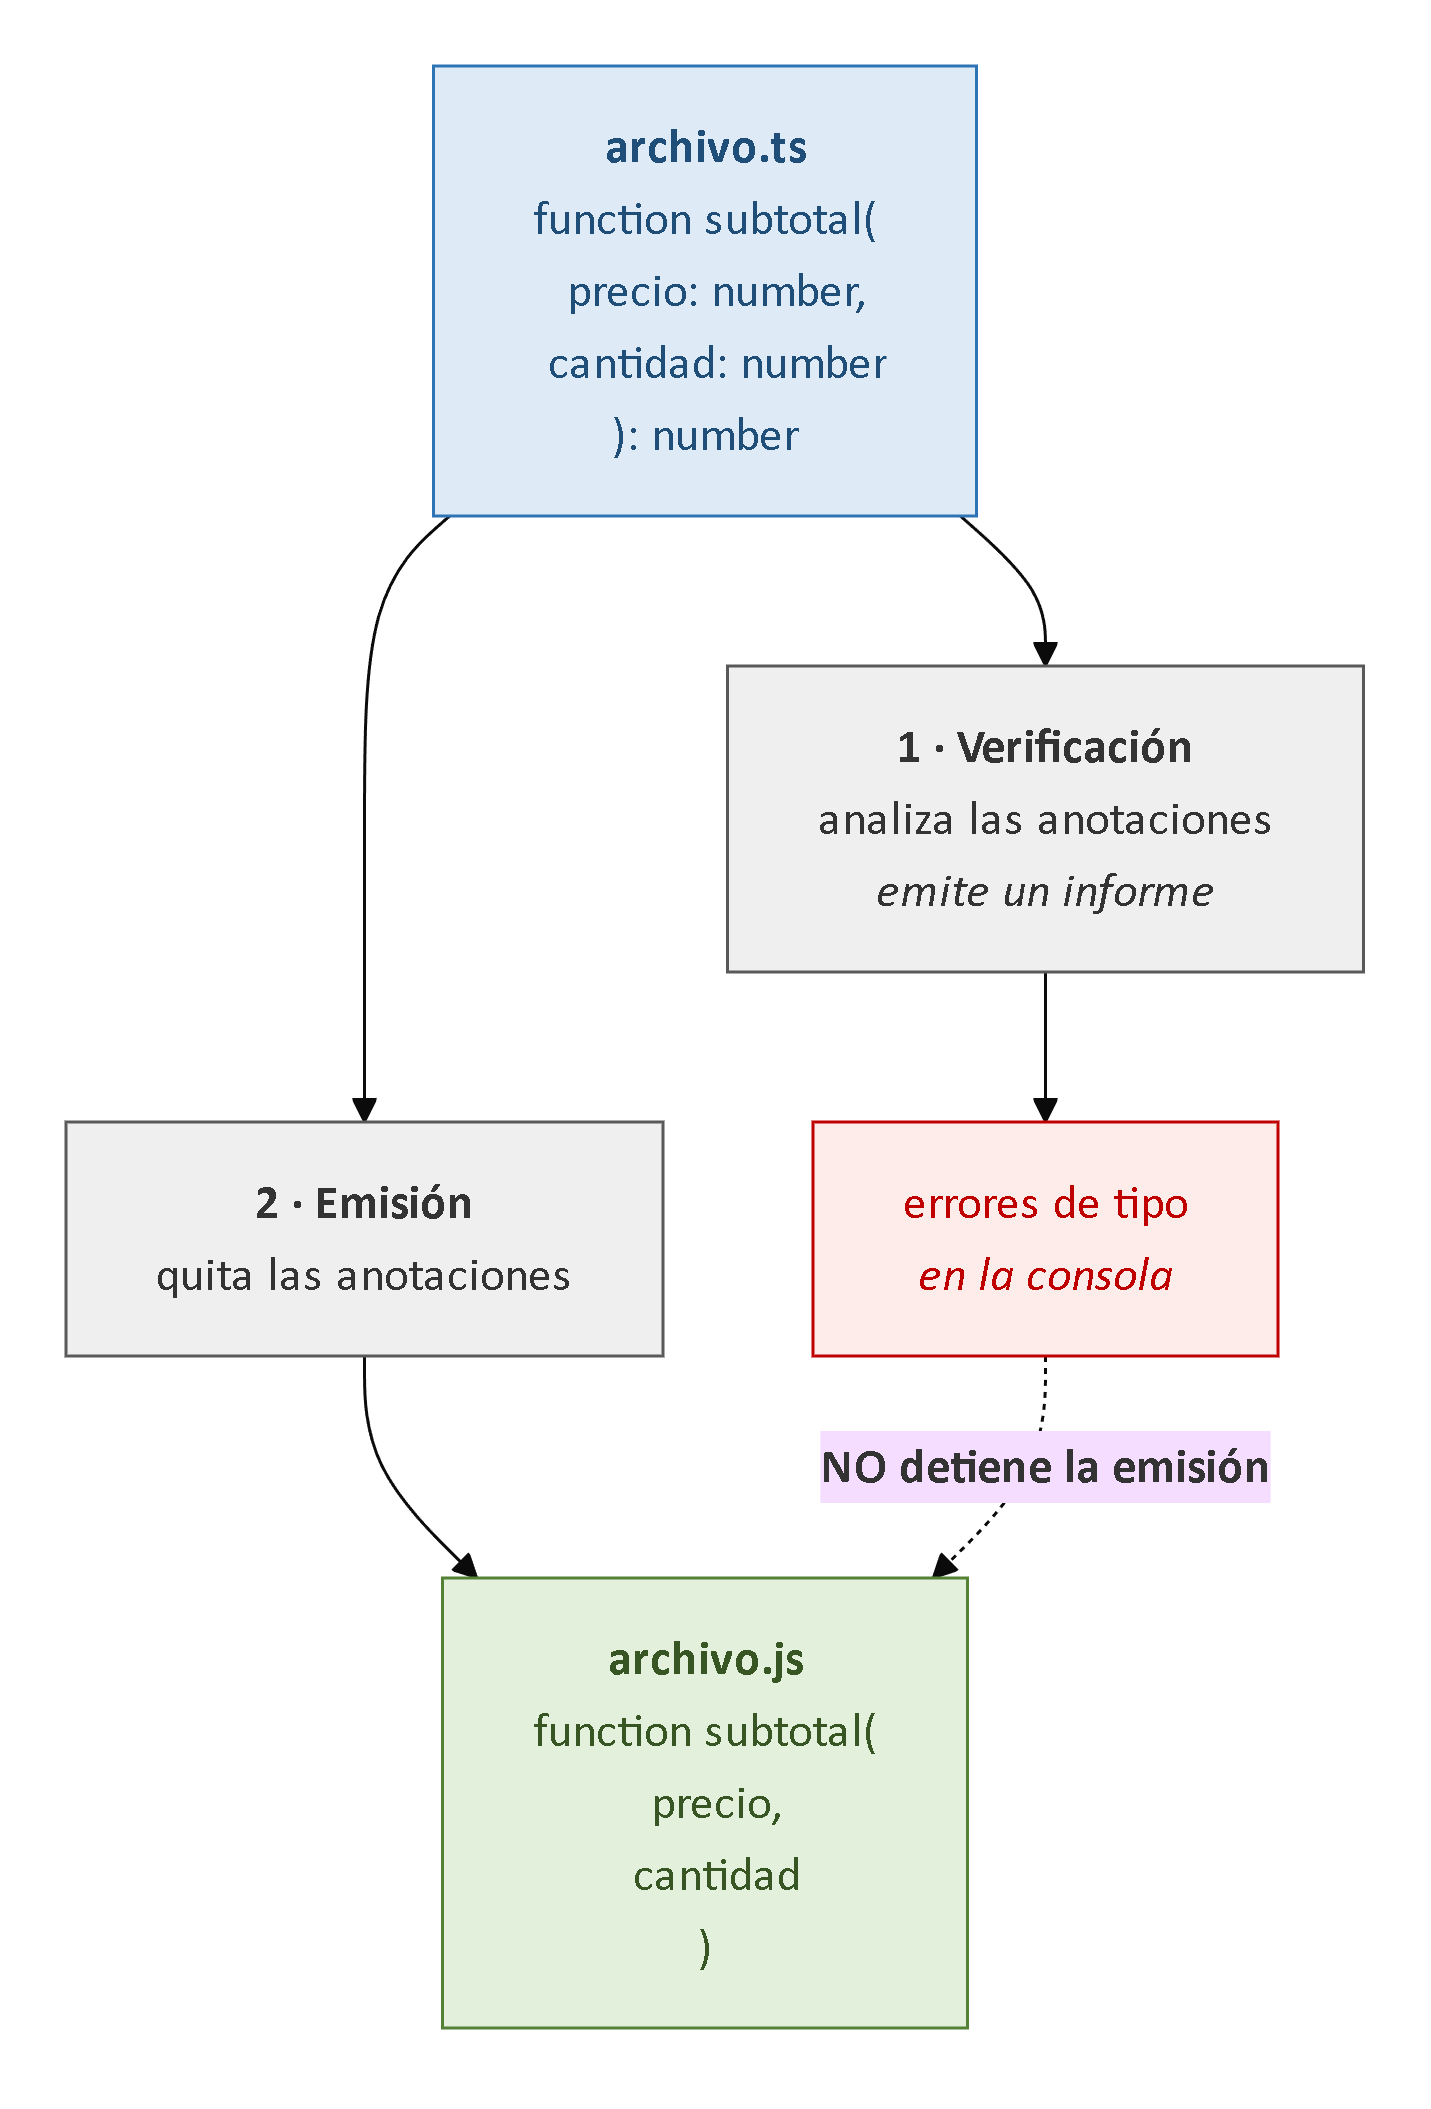 archivo.ts
function subtotal(
precio: number,
cantidad: number
): number
1 · Verificación
analiza las anotaciones
emite un informe
2 · Emisión
quita las anotaciones
errores de tipo
en la consola
NO detiene la emisión
archivo.js
function subtotal(
precio,
cantidad
)